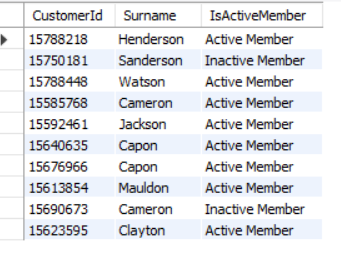 CustomerId Surname IsActiveMember
15788218 Henderson Active Member
15750181 Sanderson Inactive Member
15788448 Watson Active Member
15585768 Cameron Active Member
15592461 Jackson Active Member
15640635 Capon Active Member
15676966 Capon Active Member
15613854 Mauldon Active Member
15690673 Cameron Inactive Member
15623595 Clayton Active Member